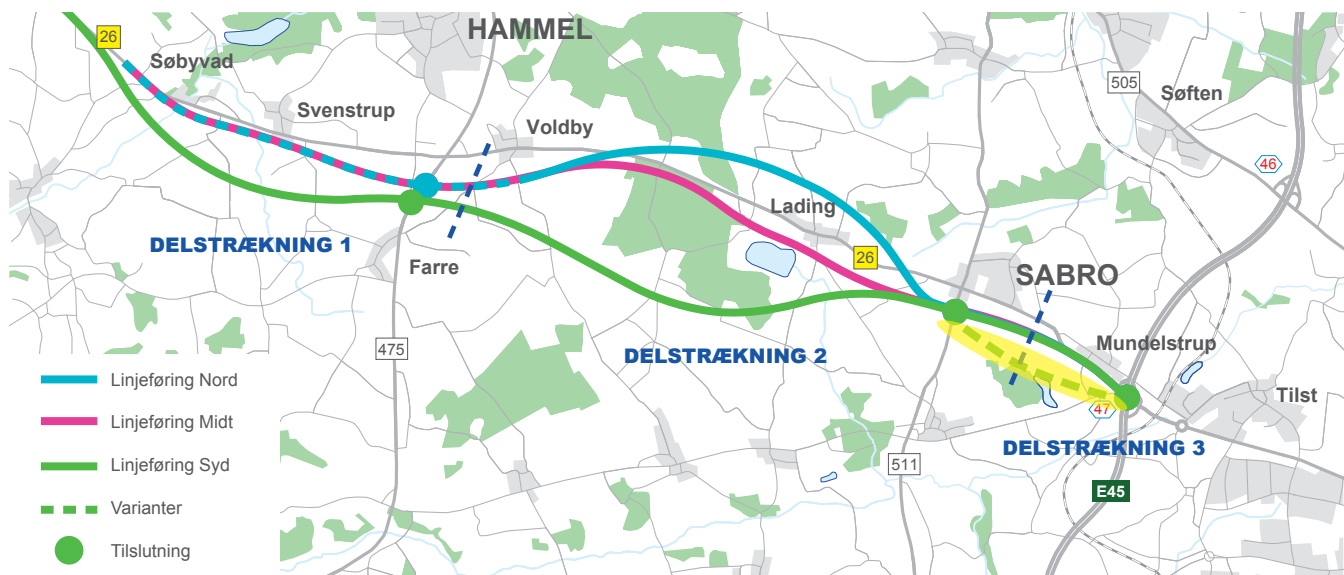 HAMMEL
26
Søbyvad
505
Søften
Svenstrup
Voldby
46
Lading
DELSTRÆKNING 1
26
Farre
SABRO
475
DELSTRÆKNING 2
Mundelstrup
Linjeføring Nord
Tilst
47
Linjeføring Midt
DELSTRÆKNING 3
Linjeføring Syd
511
E45
Varianter
Tilslutning